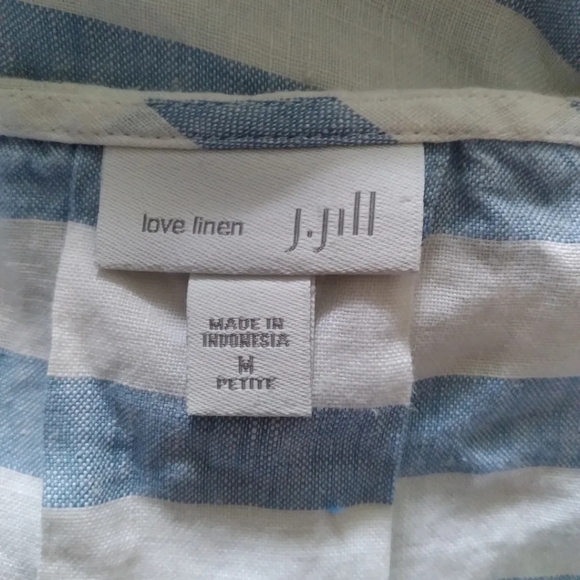 love linen J.Jill
MADE IN
INDONESIA
M
PETITE